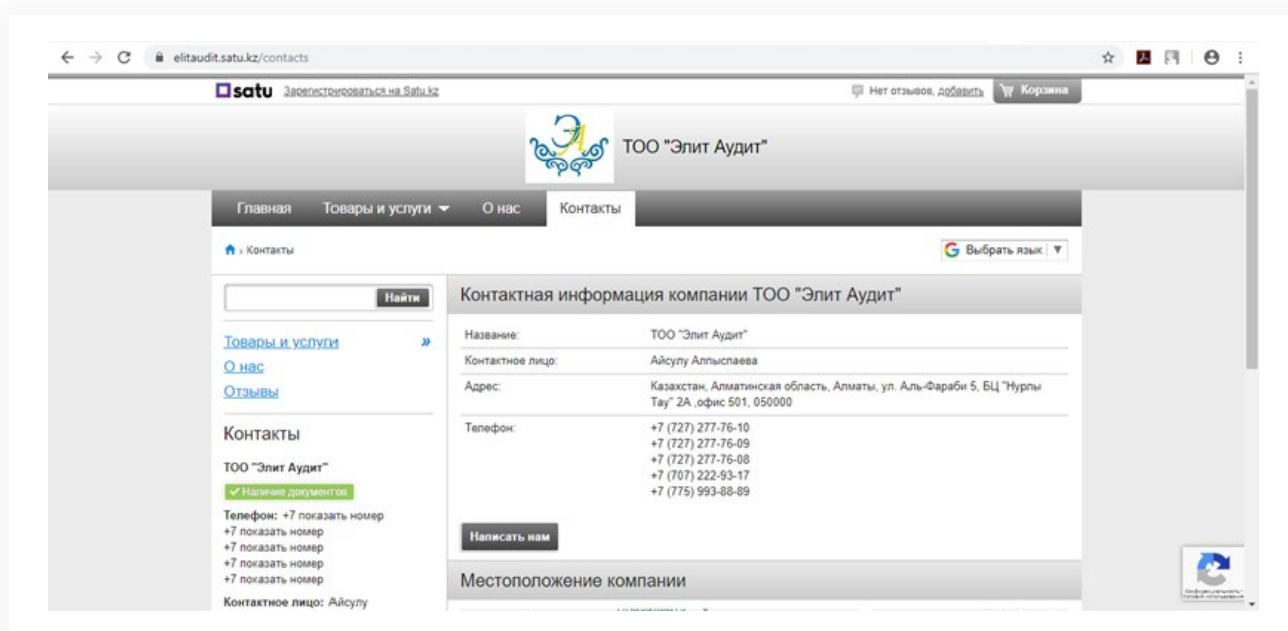 elitaudit.satu.kz/contacts
satu Зарегистрироваться на Satu.kz
Нет отзывов, добавить
Корзина
ЭА
ТОО "Элит Аудит"
Главная Товары и услуги О нас Контакты
› Контакты
Выбрать язык
Найти
Товары и услуги »
О нас
Отзывы
Контакты
ТОО "Элит Аудит"
Наличие документов
Телефон: +7 показать номер
+7 показать номер
+7 показать номер
+7 показать номер
+7 показать номер
Контактное лицо: Айсулу
Контактная информация компании ТОО "Элит Аудит"
Название: ТОО "Элит Аудит"
Контактное лицо: Айсулу Алпыспаева
Адрес: Казахстан, Алматинская область, Алматы, ул. Аль-Фараби 5, БЦ "Нурлы
Тау" 2А ,офис 501, 050000
Телефон: +7 (727) 277-76-10
+7 (727) 277-76-09
+7 (727) 277-76-08
+7 (707) 222-93-17
+7 (775) 993-88-89
Написать нам
Местоположение компании